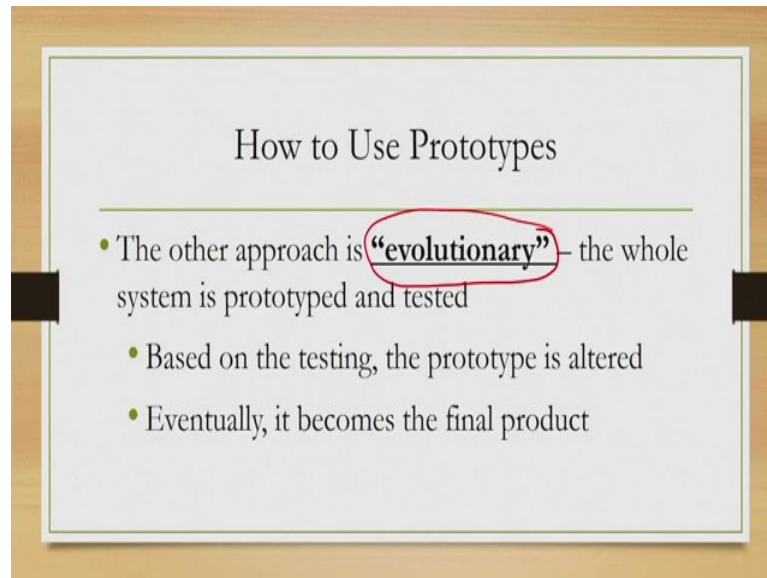 How to Use Prototypes
• The other approach is “evolutionary” – the whole
system is prototyped and tested
• Based on the testing, the prototype is altered
• Eventually, it becomes the final product